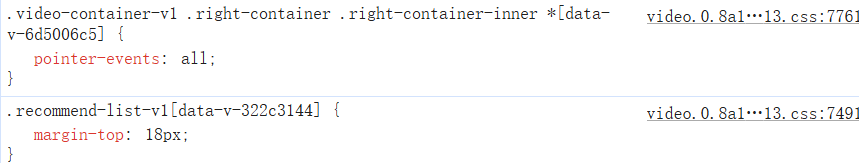 .video-container-v1 .right-container .right-container-inner *[data- video.0.8a1…13.css:7761
v-6d5006c5] {
pointer-events: all;
}
.recommend-list-v1[data-v-322c3144] { video.0.8a1…13.css:7491
margin-top: 18px;
}